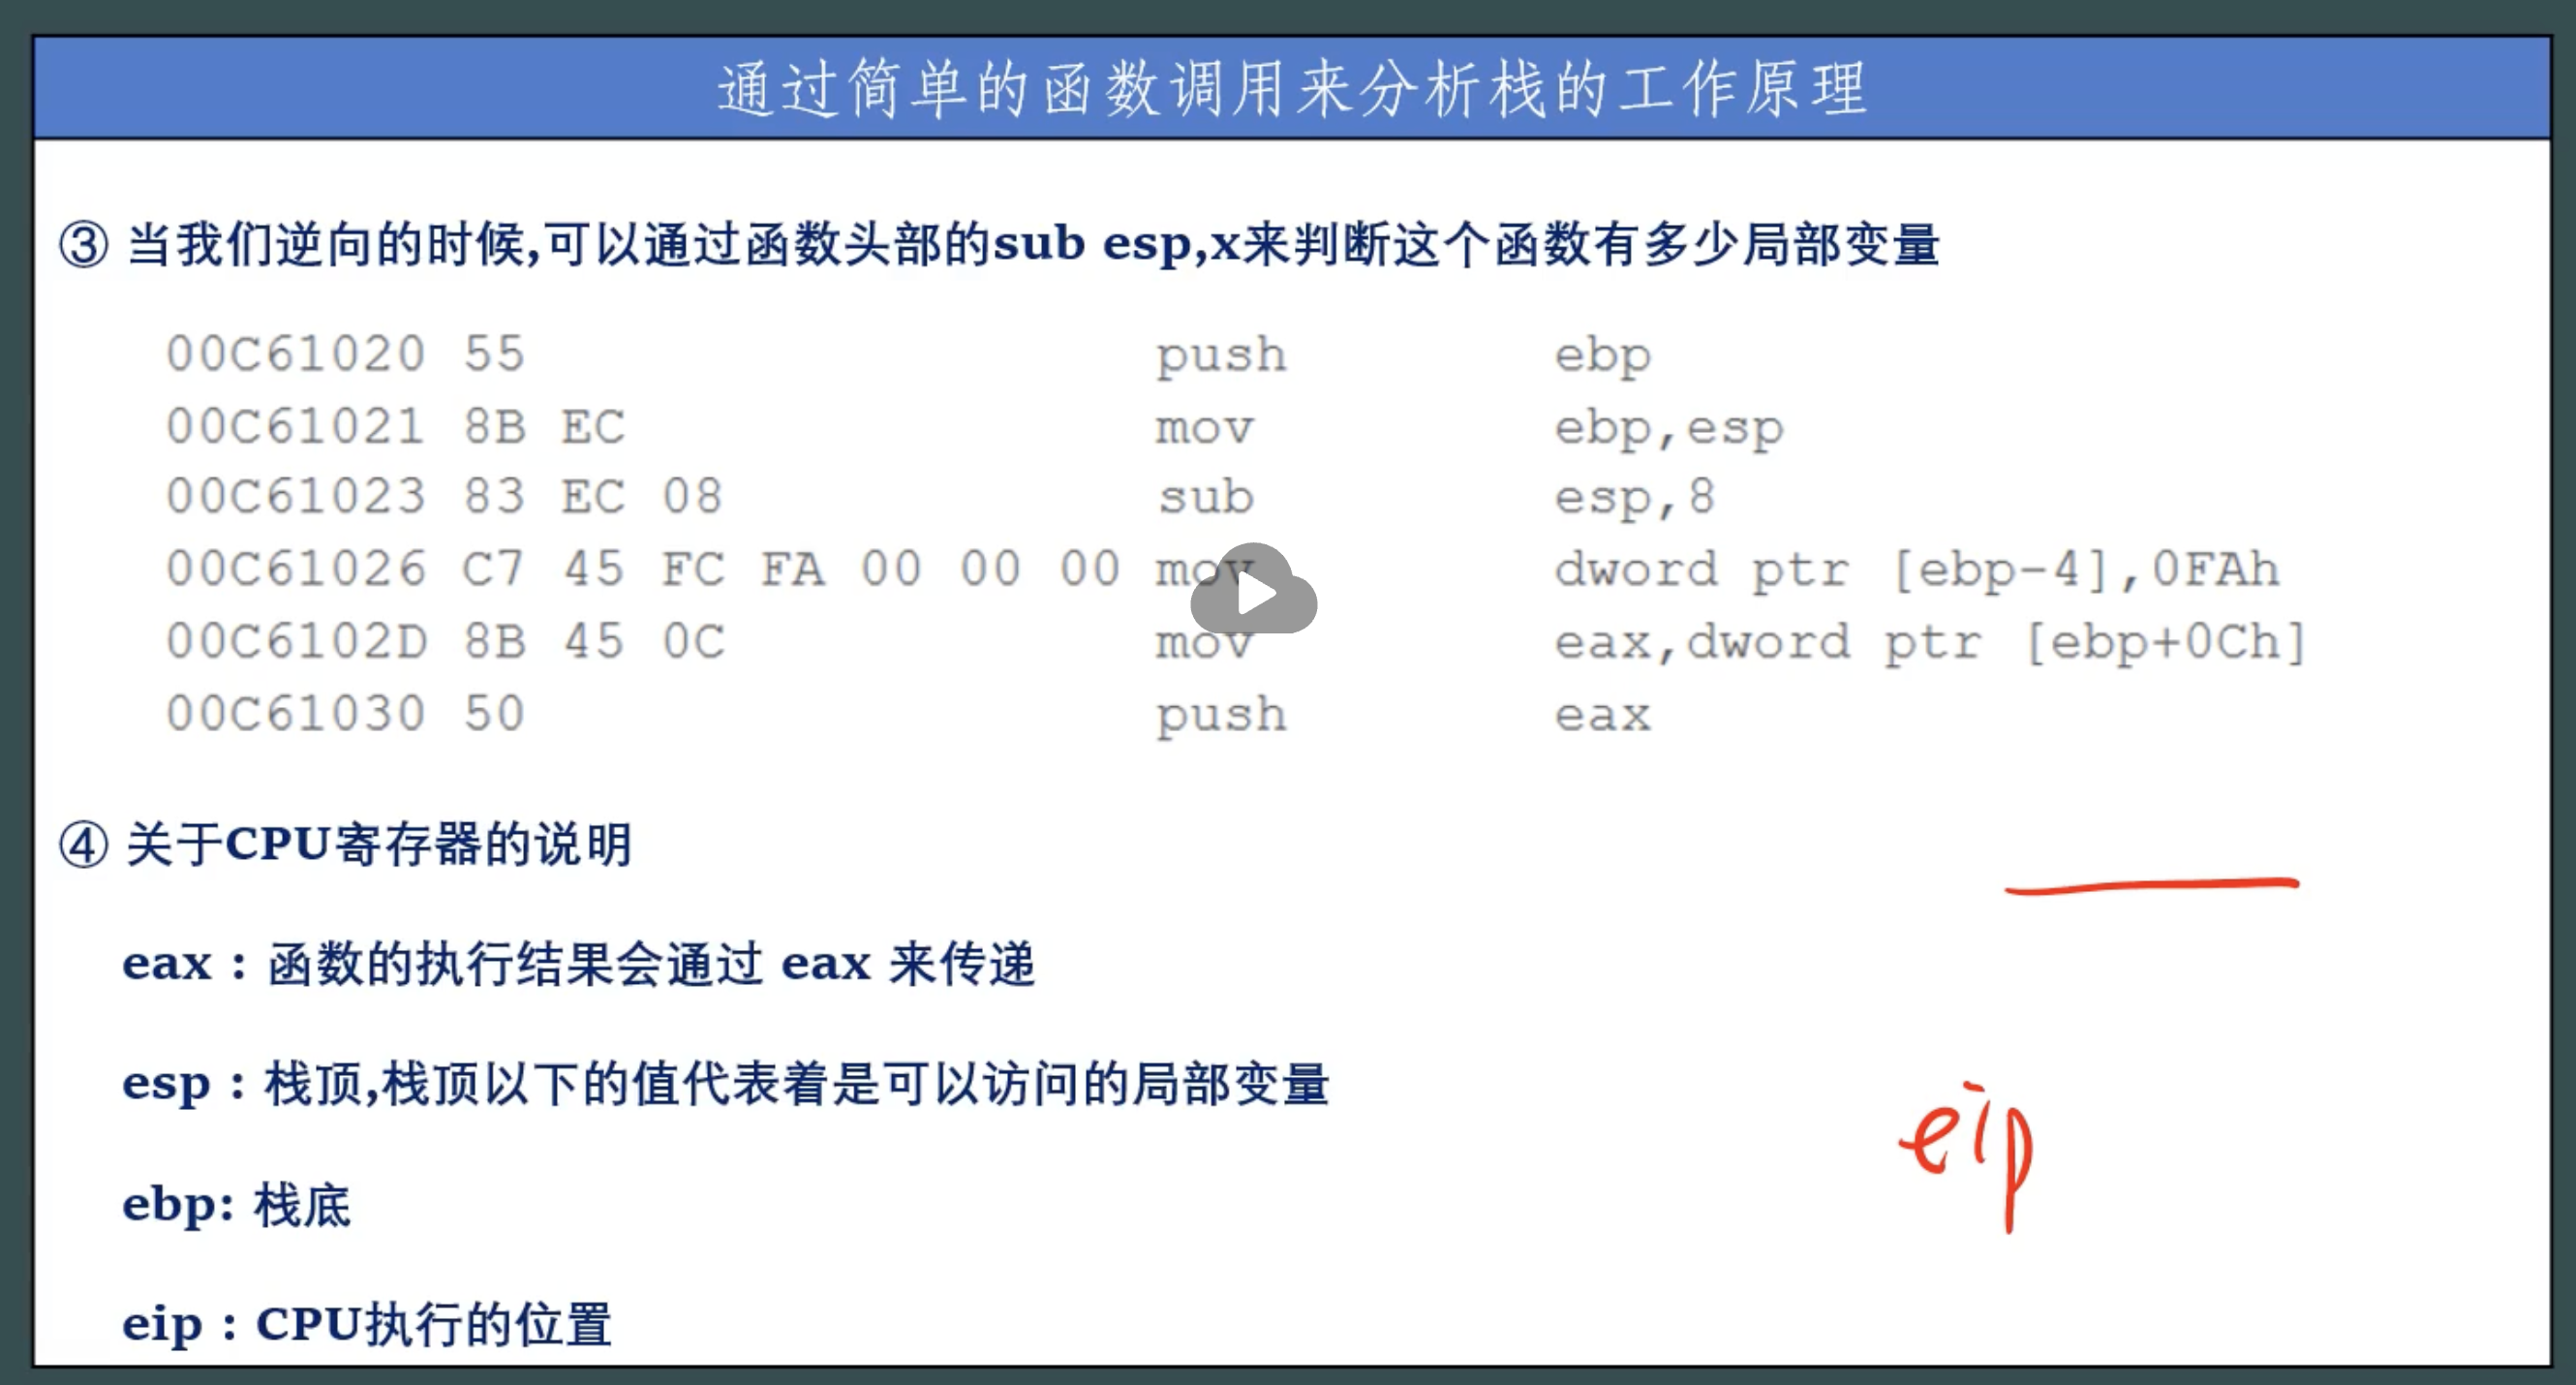 通过简单的函数调用来分析栈的工作原理
③ 当我们逆向的时候,可以通过函数头部的sub esp,x来判断这个函数有多少局部变量
00C61020 55 push ebp
00C61021 8B EC mov ebp,esp
00C61023 83 EC 08 sub esp,8
00C61026 C7 45 FC FA 00 00 00 mov dword ptr [ebp-4],0FAh
00C6102D 8B 45 0C mov eax,dword ptr [ebp+0Ch]
00C61030 50 push eax
④ 关于CPU寄存器的说明
eax : 函数的执行结果会通过 eax 来传递
esp : 栈顶,栈顶以下的值代表着是可以访问的局部变量
eip
ebp: 栈底
eip : CPU执行的位置